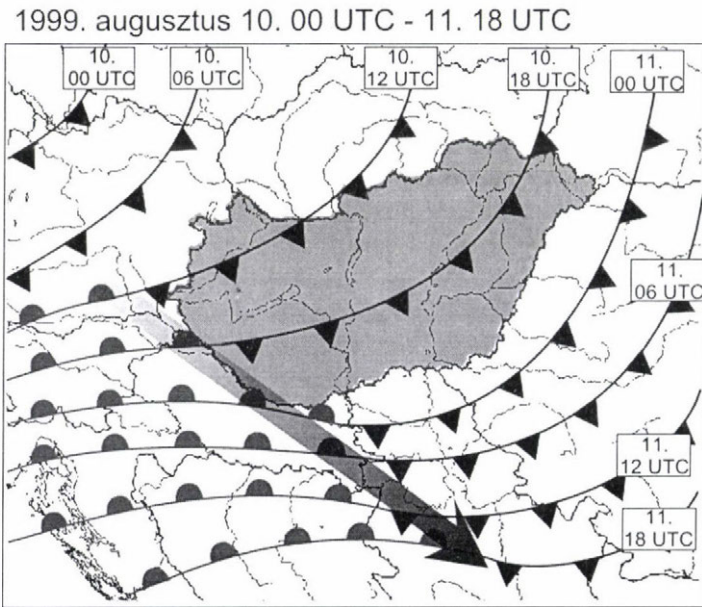 1999. augusztus 10. 00 UTC - 11. 18 UTC
10.
00 UTC
10.
06 UTC
10.
12 UTC
10.
18 UTC
11.
00 UTC
11.
06 UTC
11.
12 UTC
11.
18 UTC